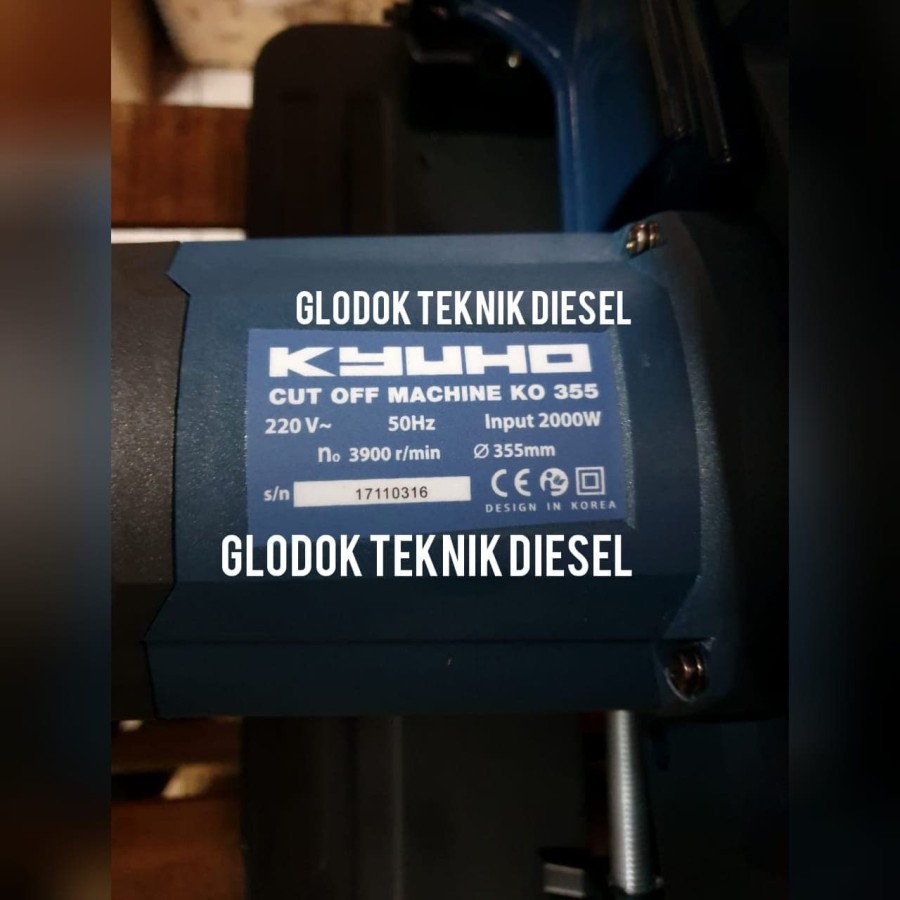 GLODOK TEKNIK DIESEL
KYUHO
CUT OFF MACHINE KO 355
220 V~ 50Hz Input 2000W
no 3900 r/min Ø 355mm
s/n 17110316 CE
DESIGN IN KOREA
GLODOK TEKNIK DIESEL